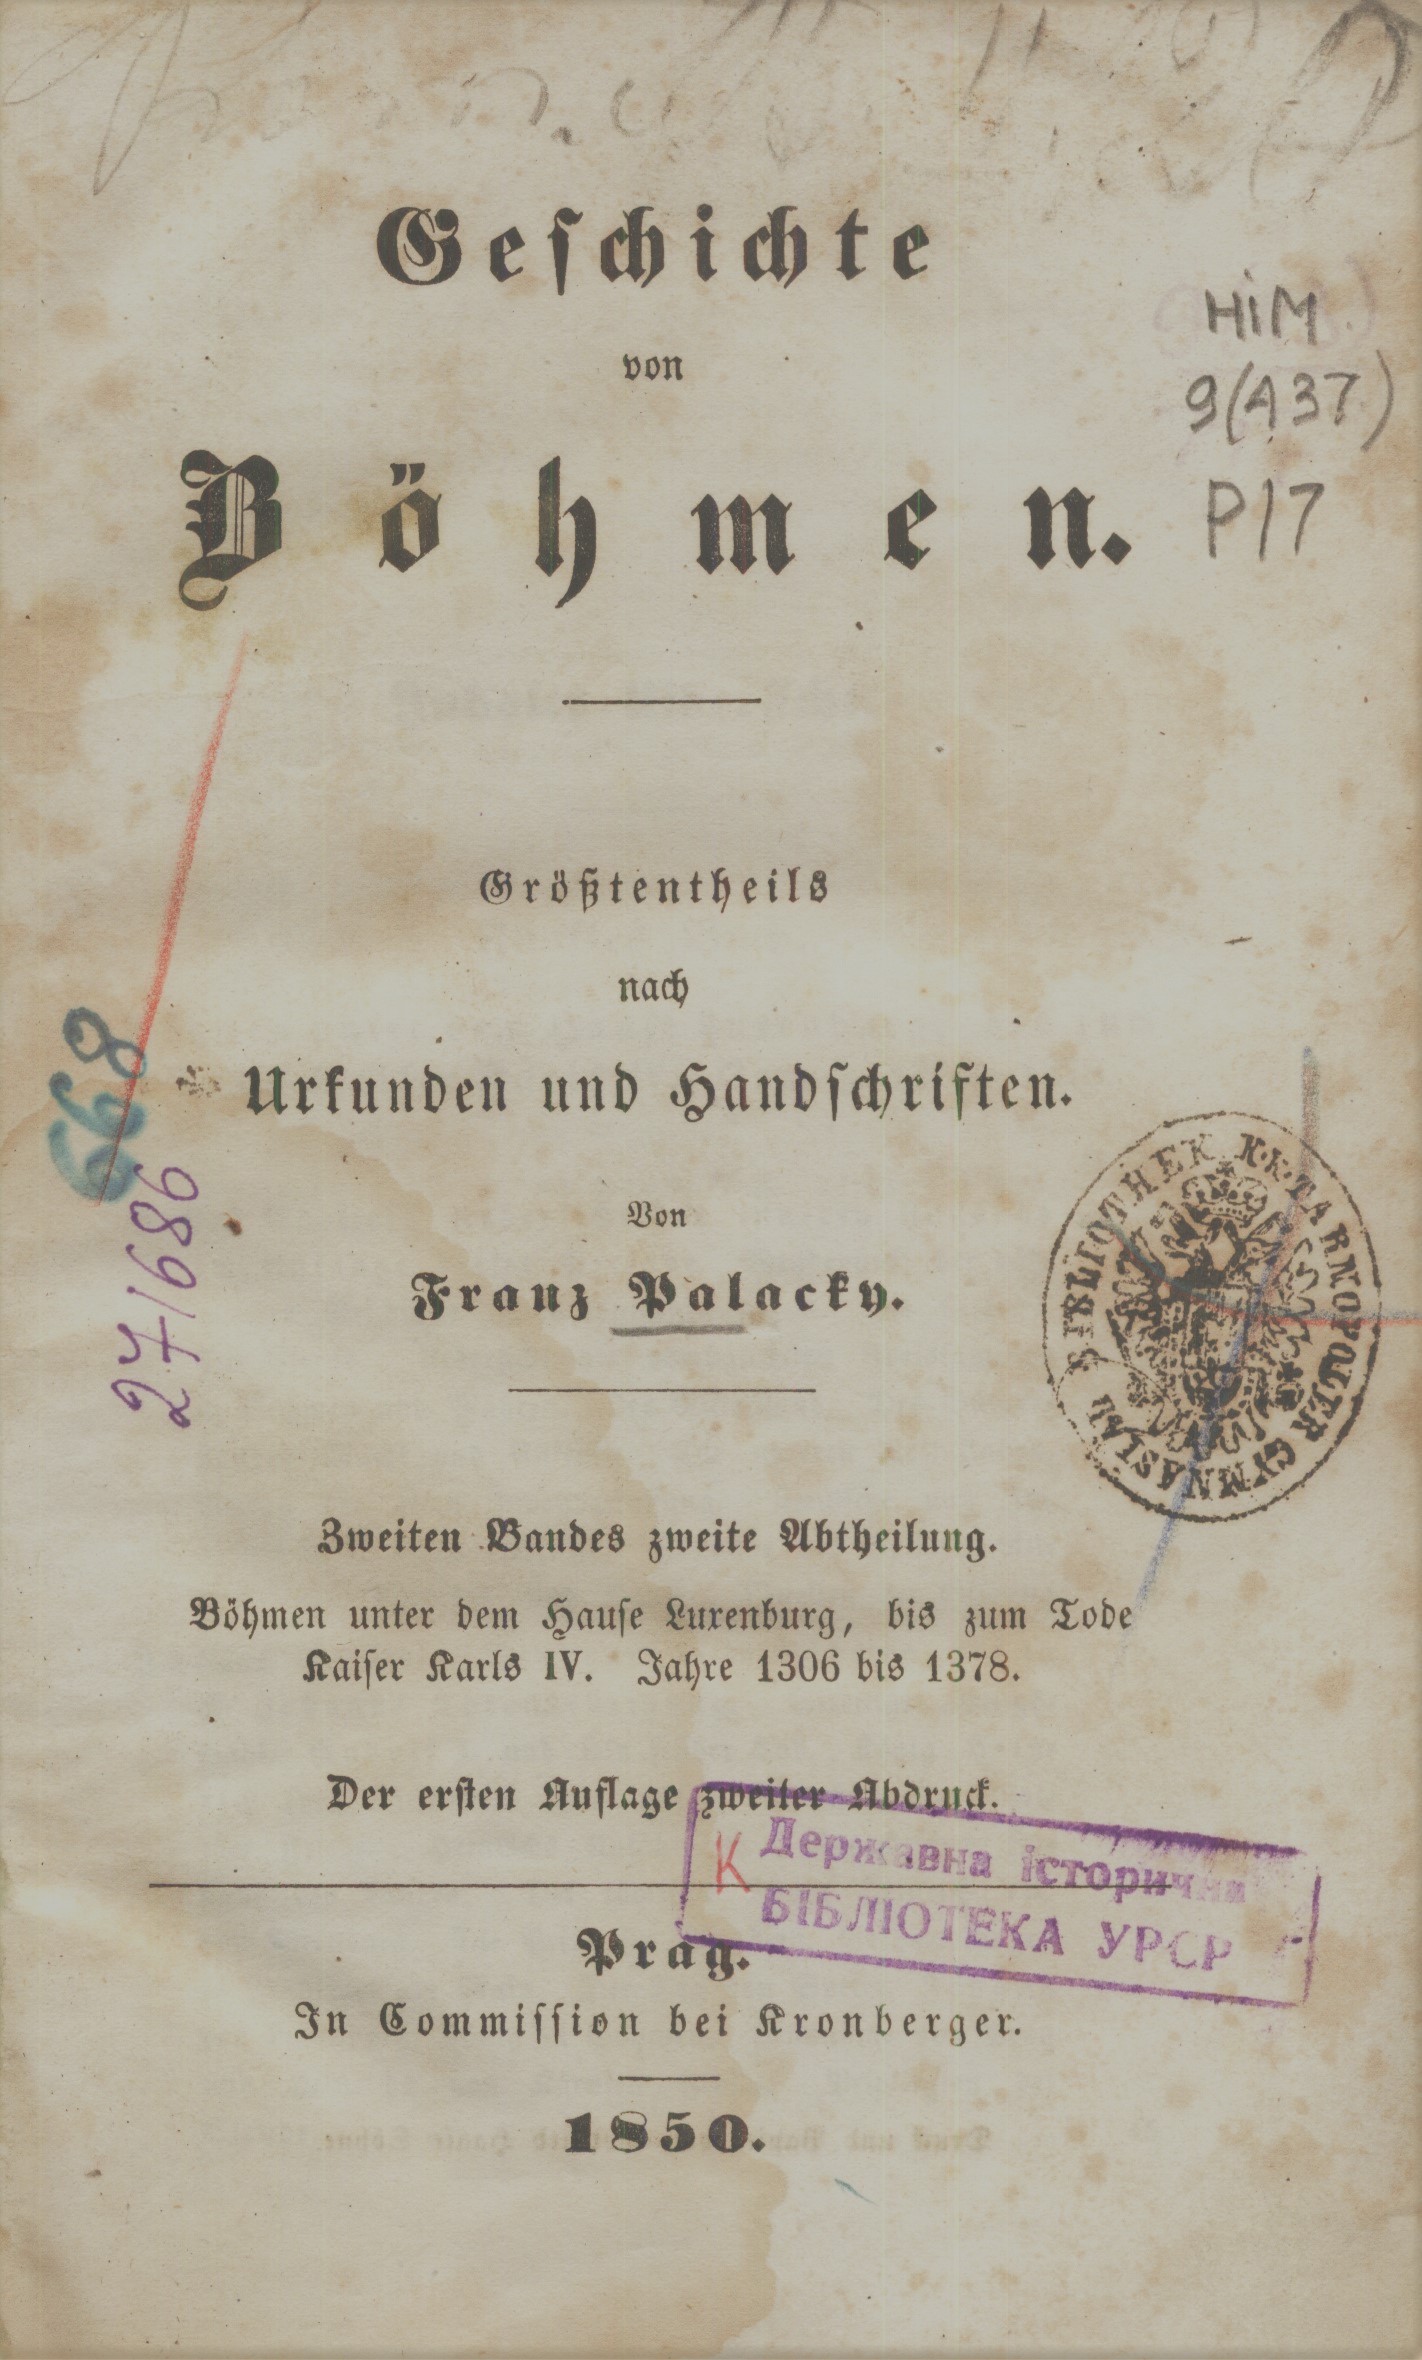 Geschichte
von
Böhmen.
HiM
9(437)
P17
Größtentheils
nach
Urkunden und Handschriften.
Von
Franz Palacky.
668
27/686
BIBLIOTHEK K.K. TARNOPOLER GYMNASIAL
Zweiten Bandes zweite Abtheilung.
Böhmen unter dem Hause Luxenburg, bis zum Tode
Kaiser Karls IV. Jahre 1306 bis 1378.
Der ersten Auflage zweiter Abdruck.
К
Державна історична
БІБЛІОТЕКА УРСР
Prag.
In Commission bei Kronberger.
1850.